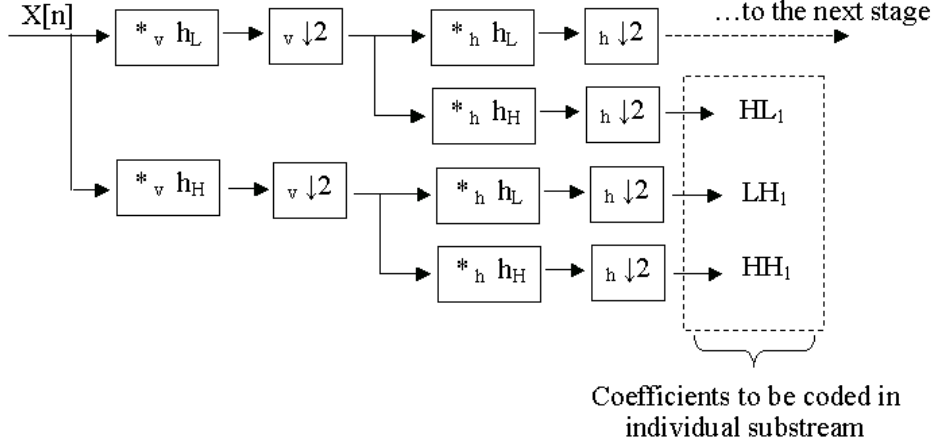 X[n]
…to the next stage
* v hL
v ↓2
* h hL
h ↓2
* h hH
h ↓2
HL1
* v hH
v ↓2
* h hL
h ↓2
LH1
* h hH
h ↓2
HH1
Coefficients to be coded in
individual substream